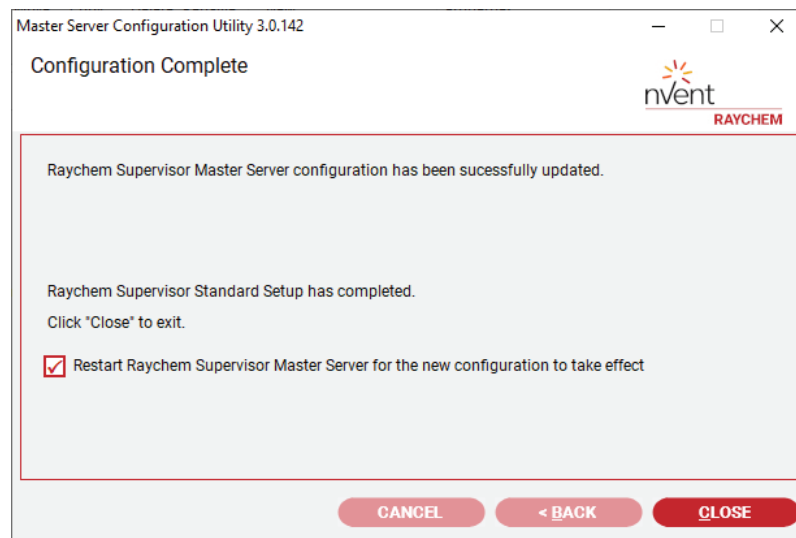 Master Server Configuration Utility 3.0.142
Configuration Complete
nVent
RAYCHEM
Raychem Supervisor Master Server configuration has been sucessfully updated.
Raychem Supervisor Standard Setup has completed.
Click "Close" to exit.
Restart Raychem Supervisor Master Server for the new configuration to take effect
CANCEL
< BACK
CLOSE